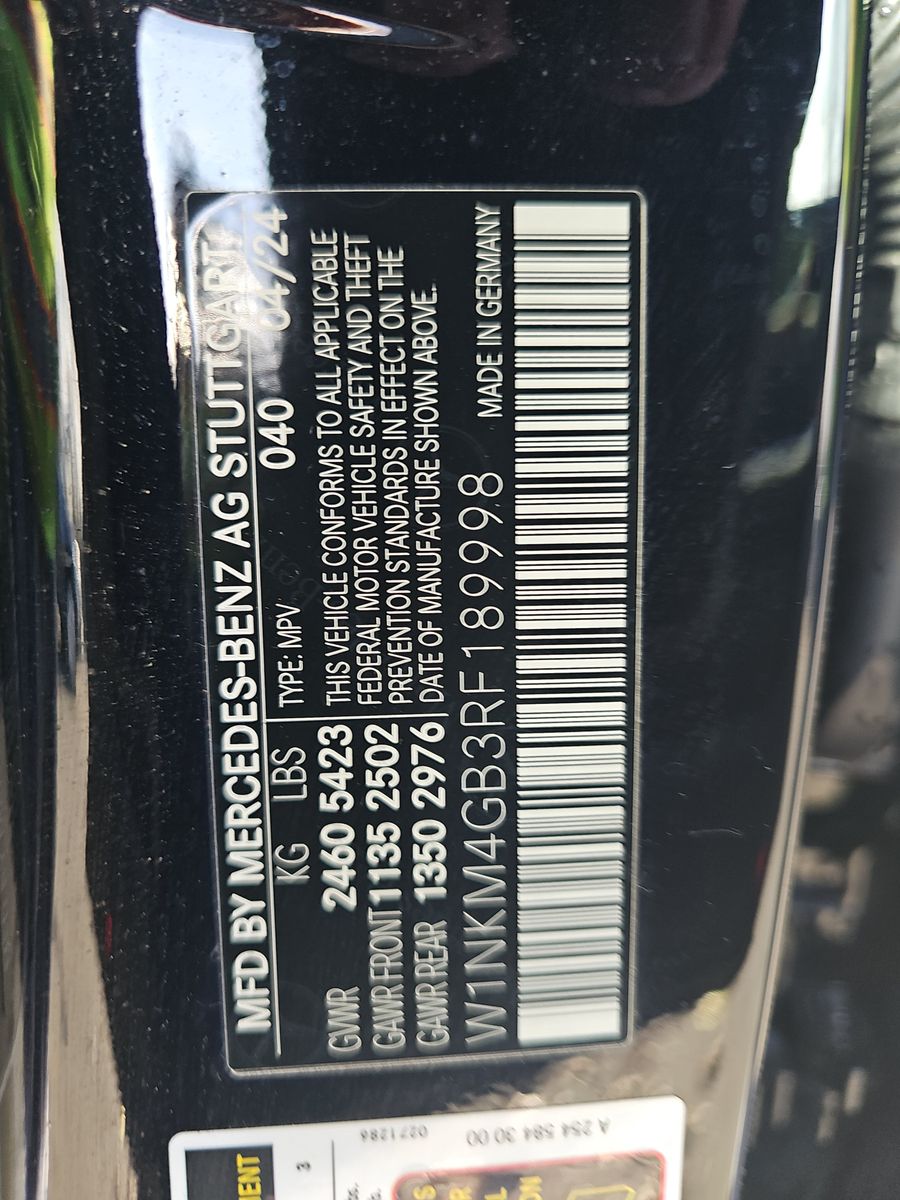 MFD BY MERCEDES-BENZ AG STUTTGART
KG LBS TYPE: MPV 040 04/24
GVWR 2460 5423
GAWR FRONT 1135 2502
GAWR REAR 1350 2976
THIS VEHICLE CONFORMS TO ALL APPLICABLE
FEDERAL MOTOR VEHICLE SAFETY AND THEFT
PREVENTION STANDARDS IN EFFECT ON THE
DATE OF MANUFACTURE SHOWN ABOVE.
W1NKM4GB3RF189998 MADE IN GERMANY
A 254 584 30 00
0271286
3